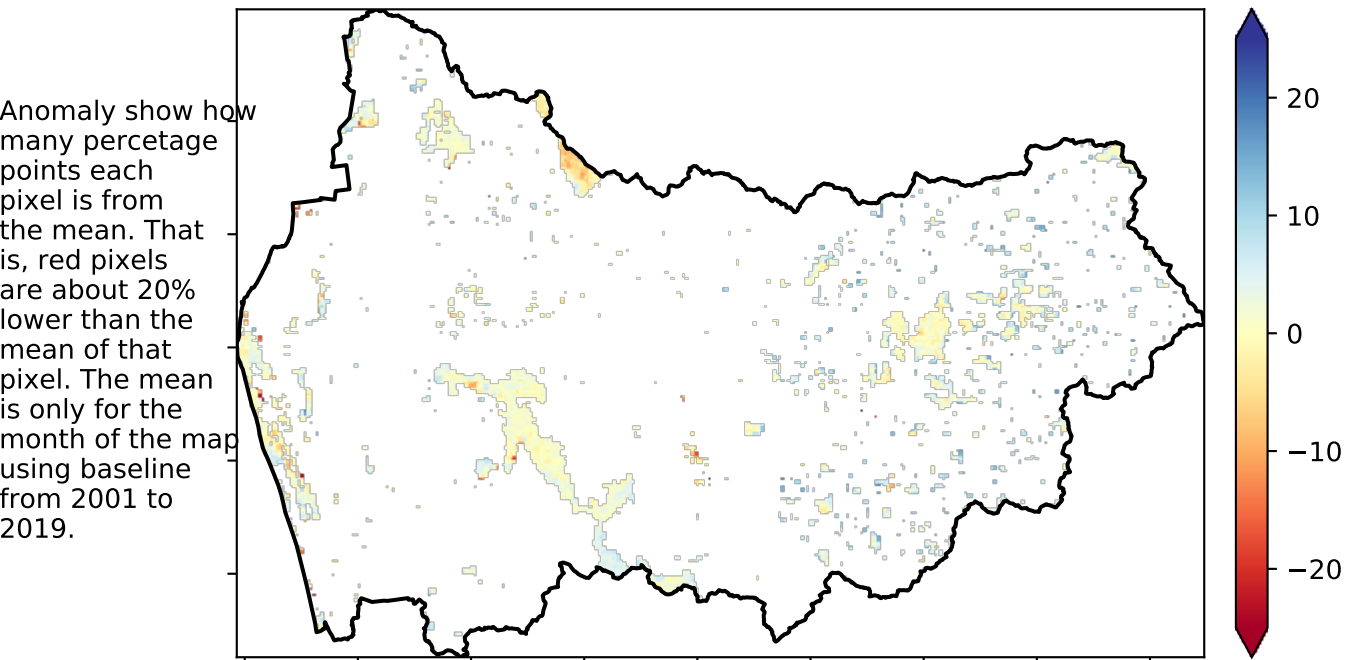 Anomaly show how
many percetage
points each
pixel is from
the mean. That
is, red pixels
are about 20%
lower than the
mean of that
pixel. The mean
is only for the
month of the map
using baseline
from 2001 to
2019.
20
10
0
−10
−20